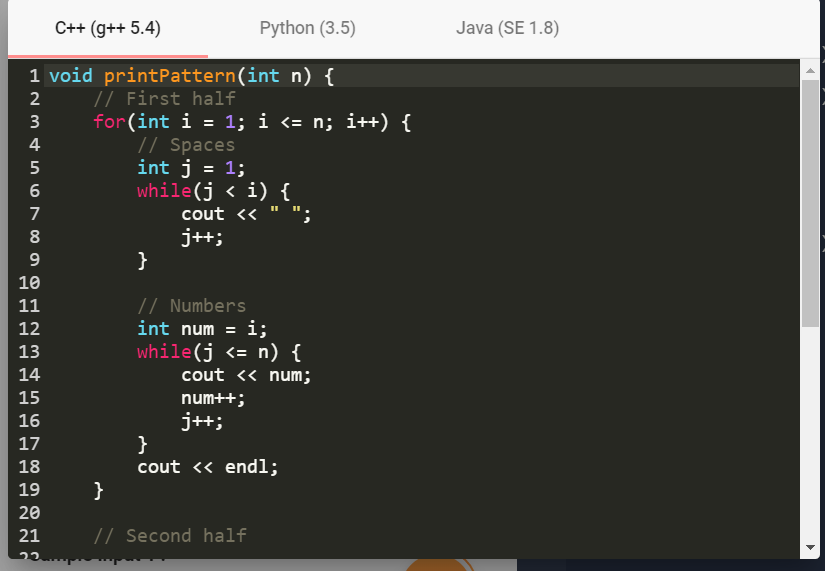 C++ (g++ 5.4) Python (3.5) Java (SE 1.8)
1 void printPattern(int n) {
2     // First half
3     for(int i = 1; i <= n; i++) {
4         // Spaces
5         int j = 1;
6         while(j < i) {
7             cout << " ";
8             j++;
9         }
10
11         // Numbers
12         int num = i;
13         while(j <= n) {
14             cout << num;
15             num++;
16             j++;
17         }
18         cout << endl;
19     }
20
21     // Second half
22